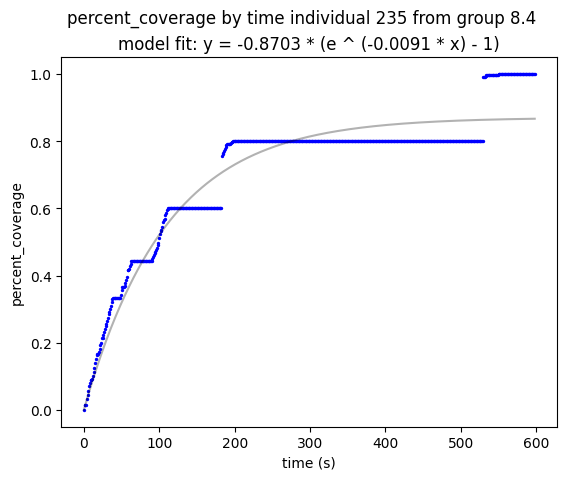 percent_coverage by time individual 235 from group 8.4
model fit: y = -0.8703 * (e ^ (-0.0091 * x) - 1)
1.0
0.8
0.6
0.4
0.2
0.0
percent_coverage
0 100 200 300 400 500 600
time (s)